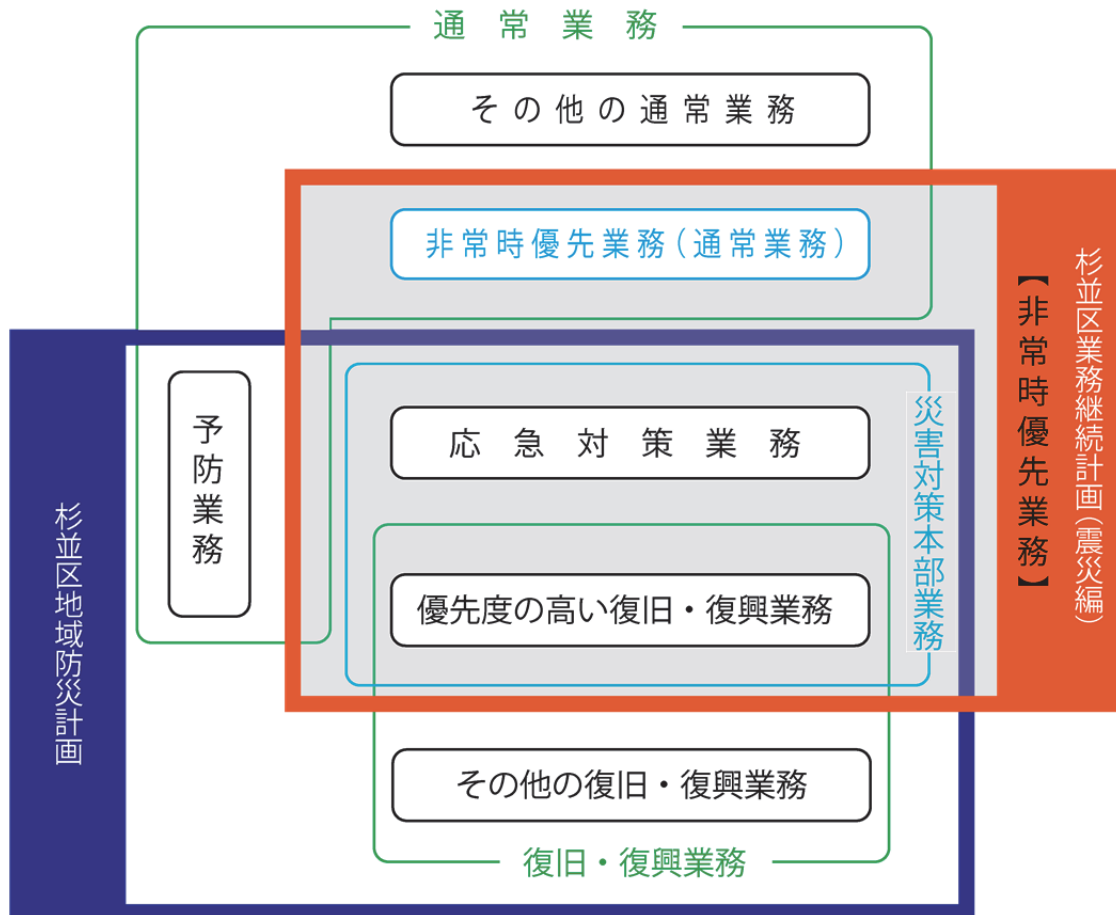 通常業務
その他の通常業務
非常時優先業務(通常業務)
杉並区業務継続計画(震災編)
【非常時優先業務】
予防業務
応急対策業務
災害対策本部業務
杉並区地域防災計画
優先度の高い復旧・復興業務
その他の復旧・復興業務
復旧・復興業務